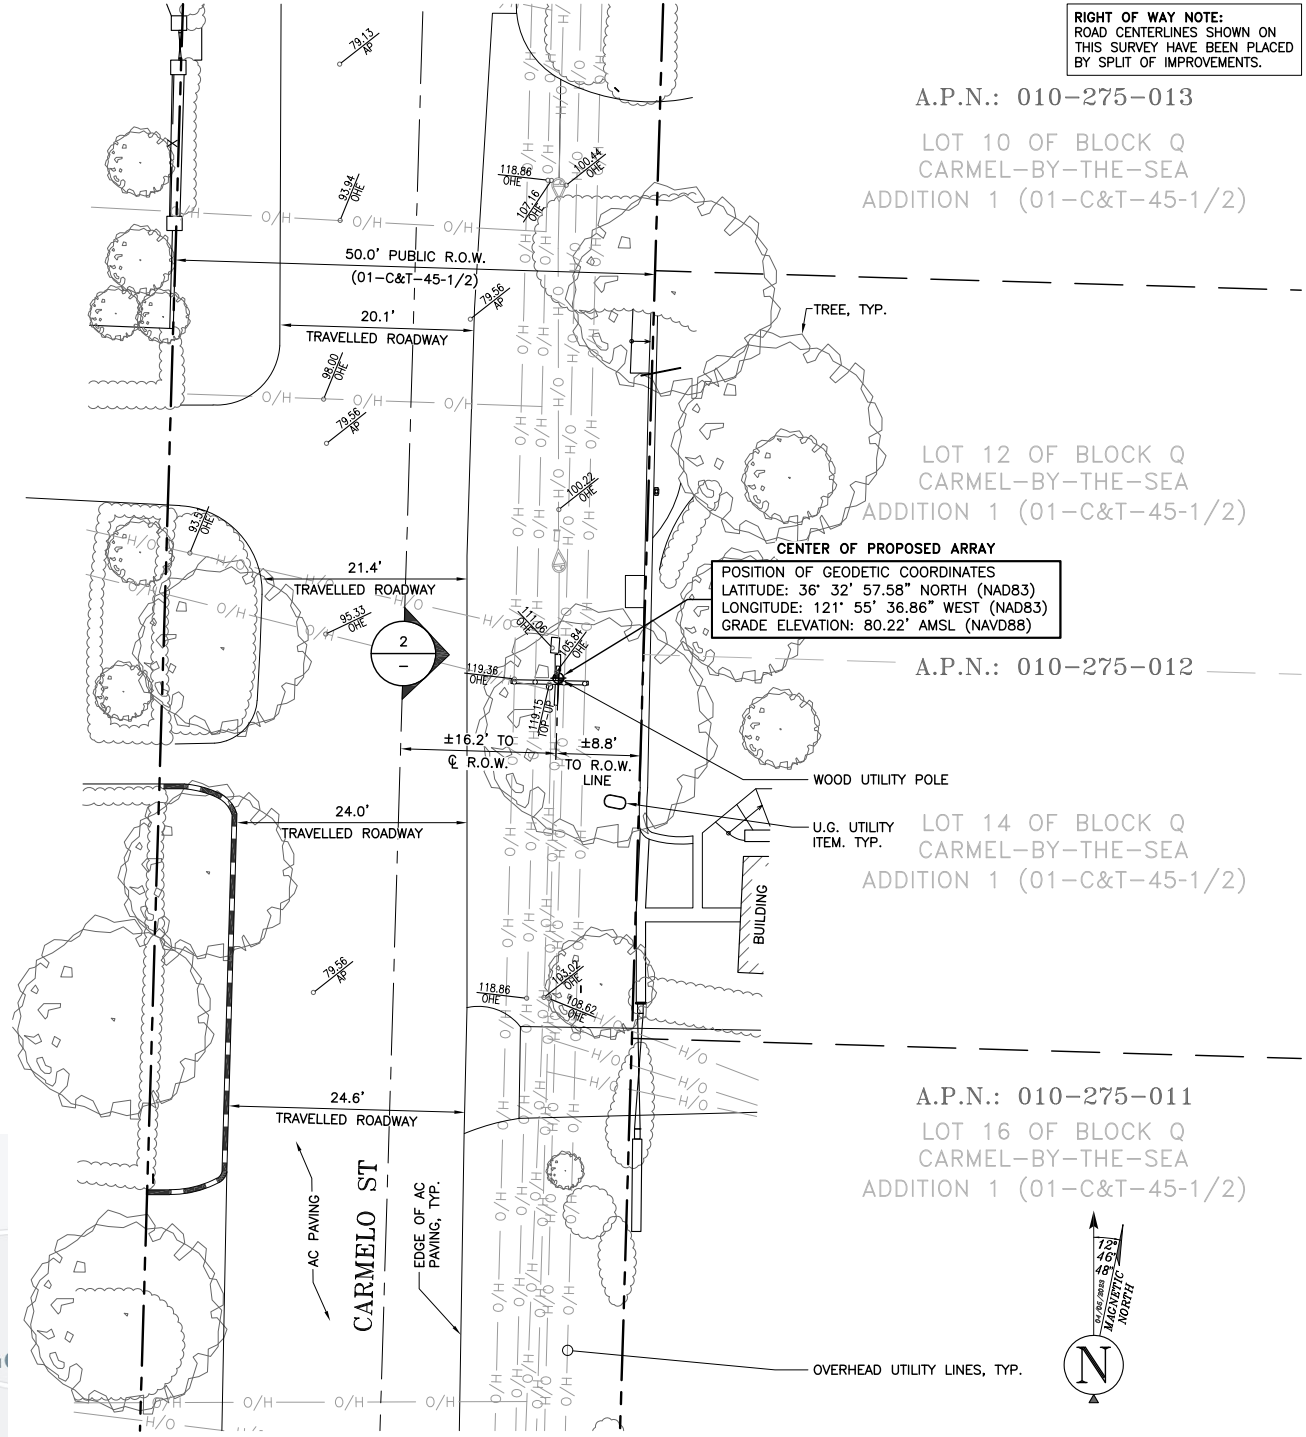 RIGHT OF WAY NOTE:
ROAD CENTERLINES SHOWN ON
THIS SURVEY HAVE BEEN PLACED
BY SPLIT OF IMPROVEMENTS.
79.13
AP
A.P.N.: 010-275-013
LOT 10 OF BLOCK Q
CARMEL-BY-THE-SEA
ADDITION 1 (01-C&T-45-1/2)
118.86
OHE
100.44
OHE
107.16
OHE
93.94
OHE
O/H O/H O/H
50.0' PUBLIC R.O.W.
(01-C&T-45-1/2)
79.56
AP
20.1'
TRAVELLED ROADWAY
TREE, TYP.
98.00
OHE
O/H O/H O/H
79.56
AP
LOT 12 OF BLOCK Q
CARMEL-BY-THE-SEA
ADDITION 1 (01-C&T-45-1/2)
100.22
OHE
93.51
OHE
CENTER OF PROPOSED ARRAY
POSITION OF GEODETIC COORDINATES
LATITUDE: 36° 32' 57.58" NORTH (NAD83)
LONGITUDE: 121° 55' 36.86" WEST (NAD83)
GRADE ELEVATION: 80.22' AMSL (NAVD88)
21.4'
TRAVELLED ROADWAY
95.33
OHE
2
–
111.06
OHE
105.84
OHE
119.36
OHE
119.15
TOP-UP
A.P.N.: 010-275-012
±16.2' TO
℄ R.O.W.
±8.8'
TO R.O.W.
LINE
WOOD UTILITY POLE
24.0'
TRAVELLED ROADWAY
U.G. UTILITY
ITEM. TYP.
LOT 14 OF BLOCK Q
CARMEL-BY-THE-SEA
ADDITION 1 (01-C&T-45-1/2)
BUILDING
79.56
AP
118.86
OHE
103.02
OHE
108.62
OHE
24.6'
TRAVELLED ROADWAY
A.P.N.: 010-275-011
LOT 16 OF BLOCK Q
CARMEL-BY-THE-SEA
ADDITION 1 (01-C&T-45-1/2)
AC PAVING
CARMELO ST
EDGE OF AC
PAVING, TYP.
12°
46'
48"
MAGNETIC
NORTH
N
OVERHEAD UTILITY LINES, TYP.
O/H O/H O/H